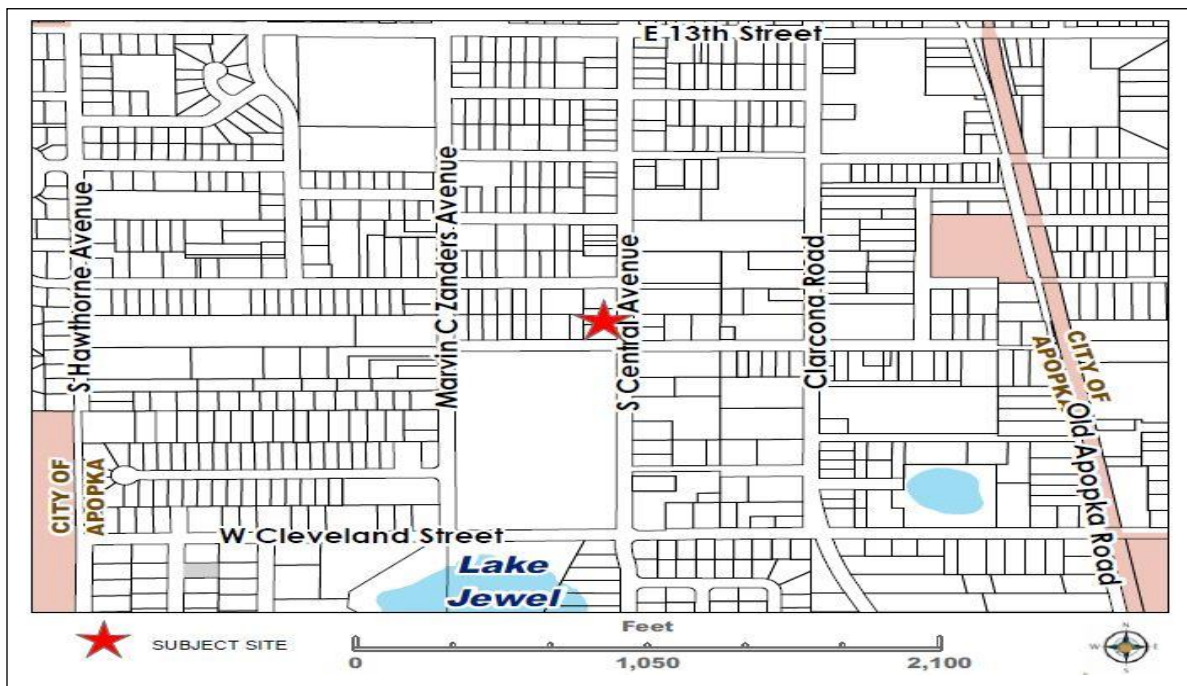 E 13th Street
S Hawthorne Avenue
Marvin C. Zanders Avenue
S Central Avenue
Clarcona Road
CITY OF
APOPKA
Old Apopka Road
CITY OF
APOPKA
W Cleveland Street
Lake
Jewel
SUBJECT SITE
Feet
0
1,050
2,100
N
W
E
S